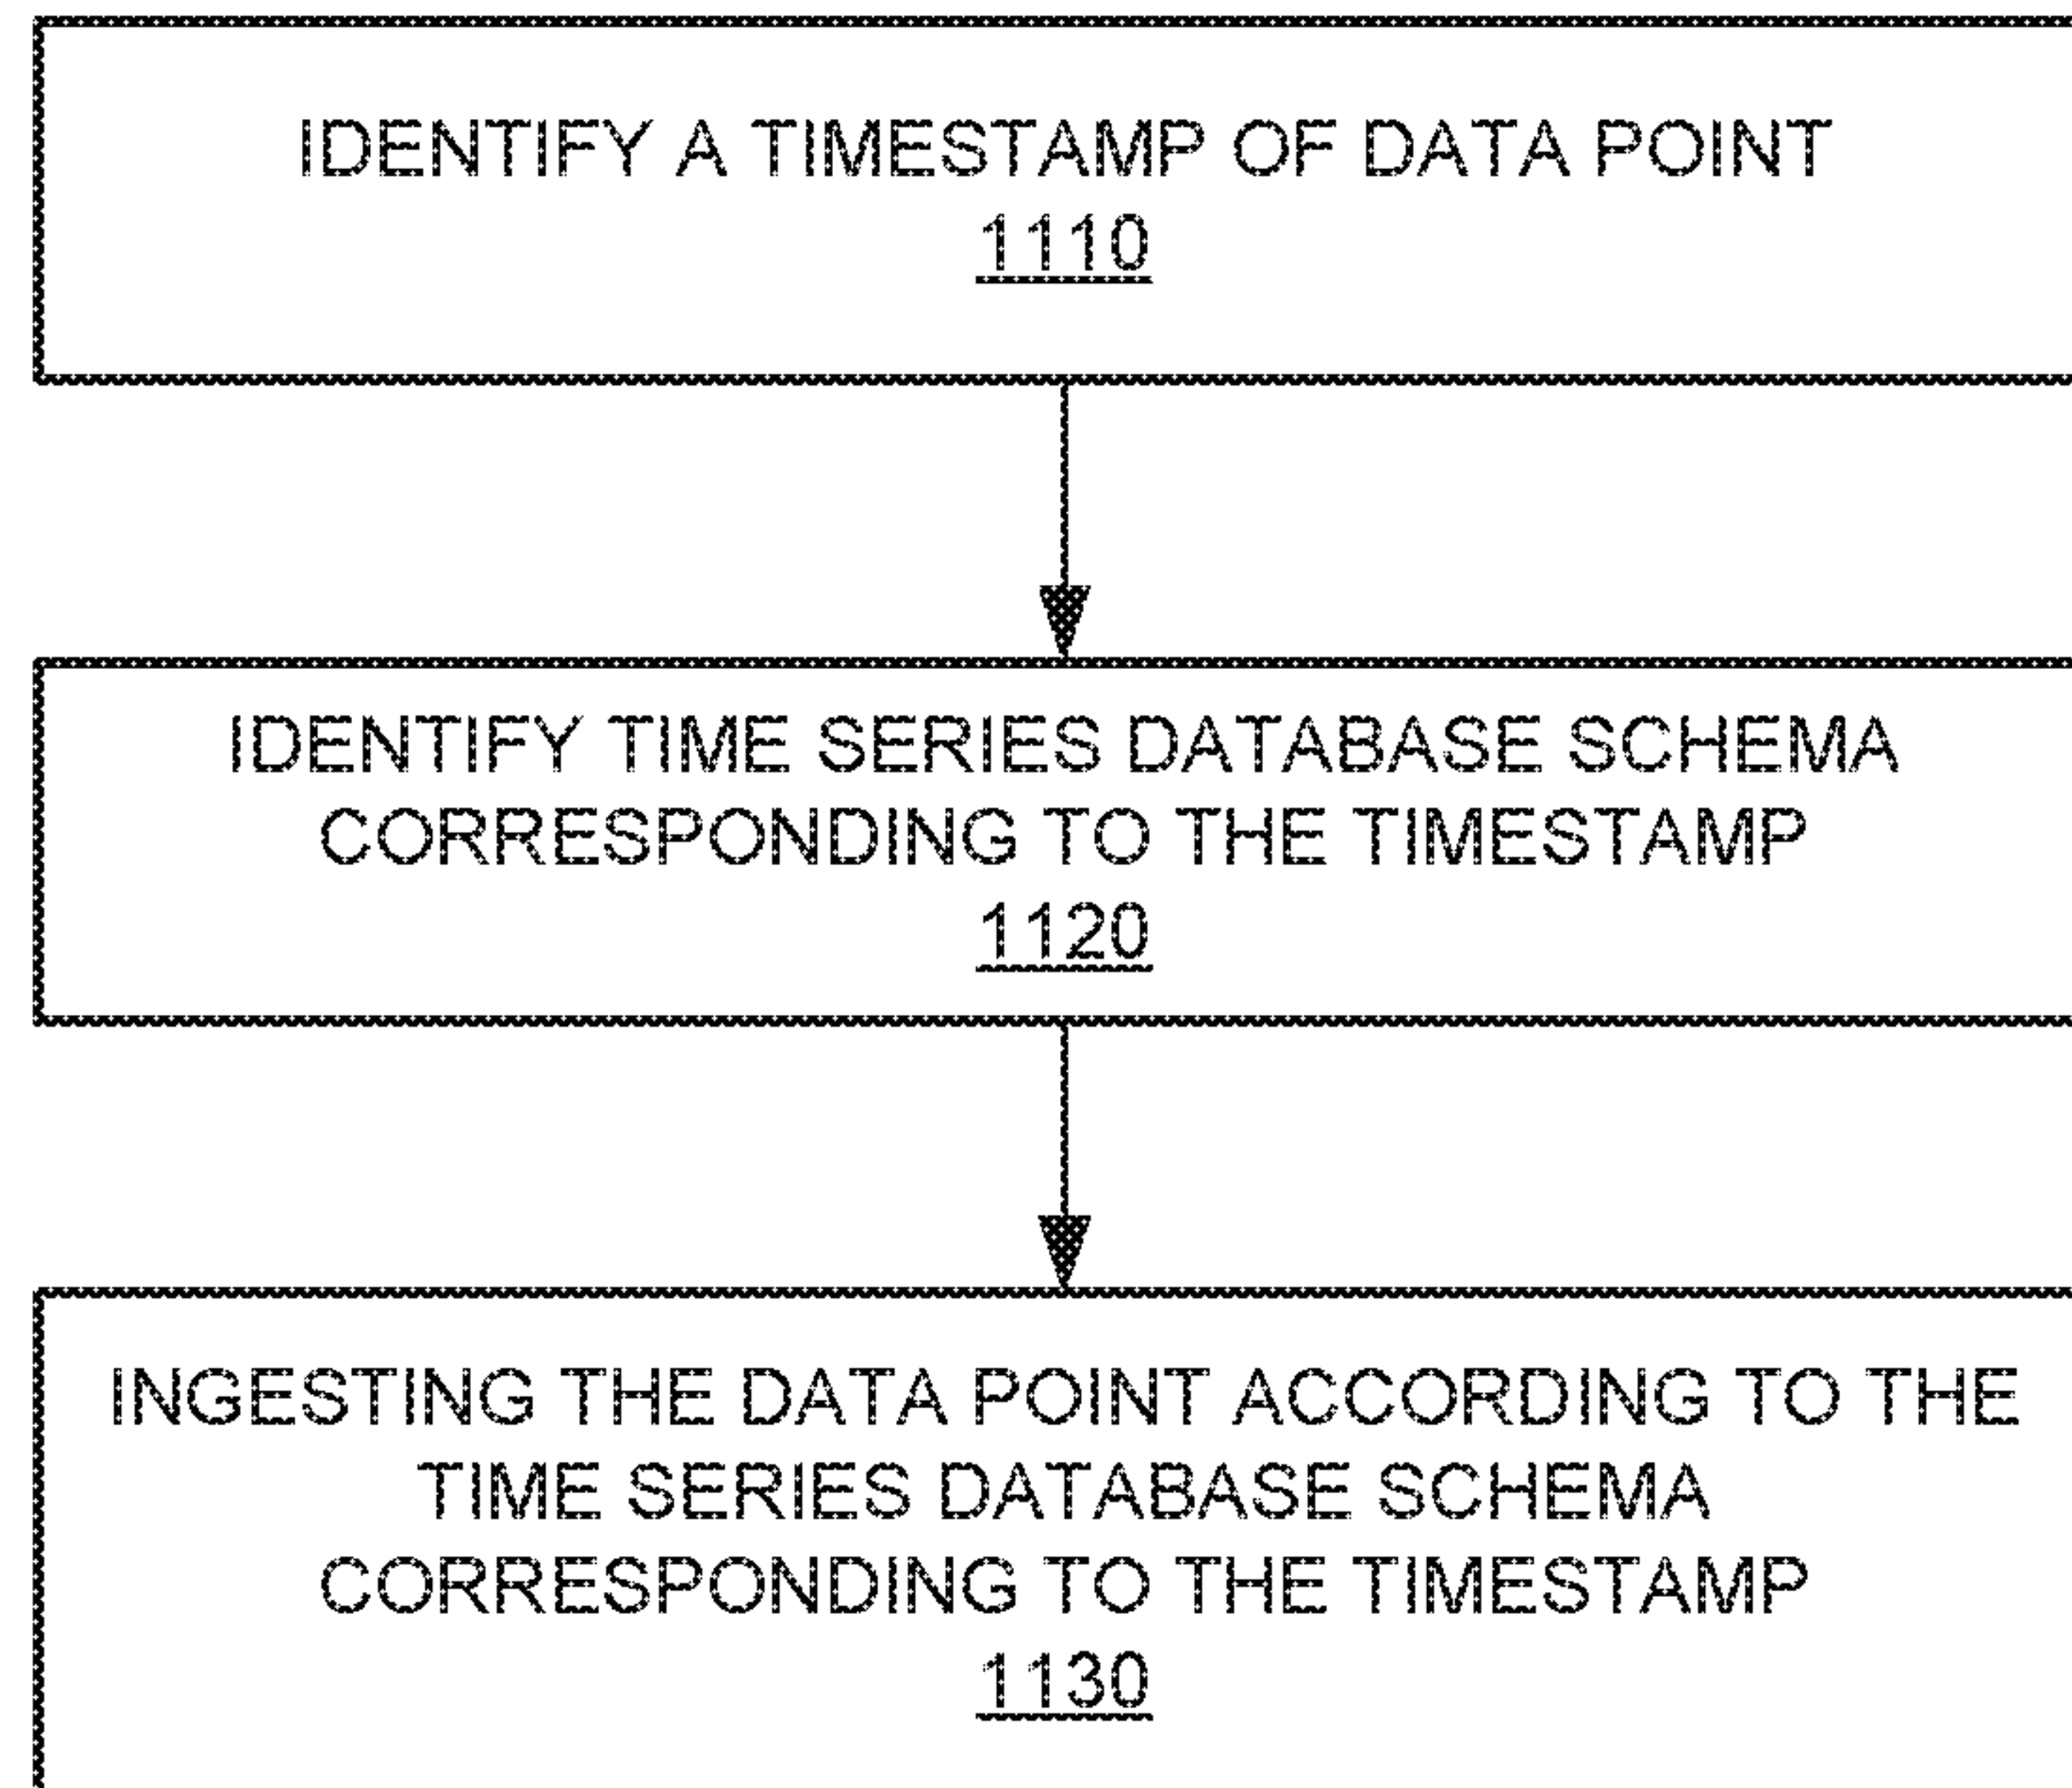 IDENTIFY A TIMESTAMP OF DATA POINT
1110
IDENTIFY TIME SERIES DATABASE SCHEMA
CORRESPONDING TO THE TIMESTAMP
1120
INGESTING THE DATA POINT ACCORDING TO THE
TIME SERIES DATABASE SCHEMA
CORRESPONDING TO THE TIMESTAMP
1130